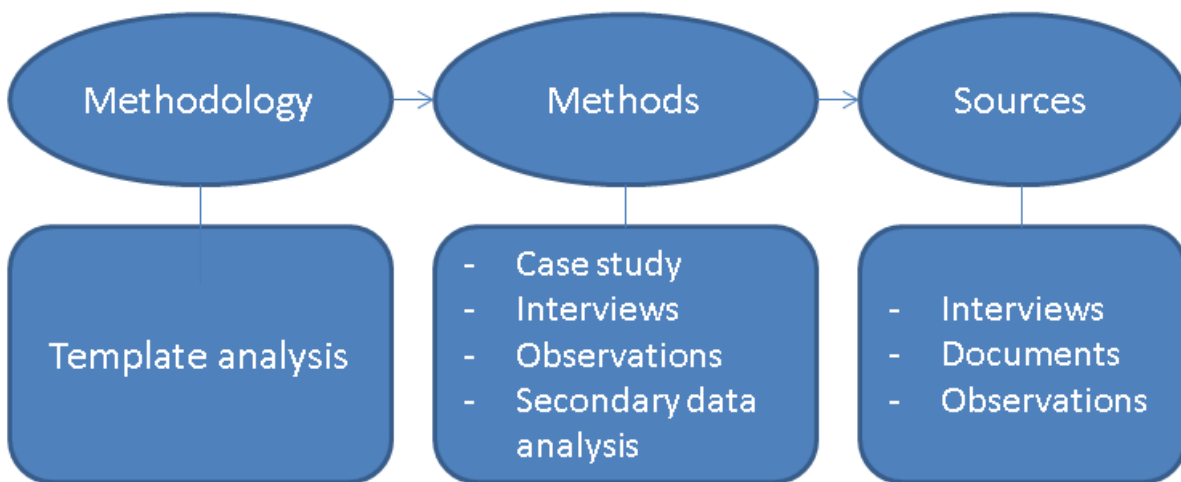 Methodology
Methods
Sources
Template analysis
- Case study
- Interviews
- Observations
- Secondary data
analysis
- Interviews
- Documents
- Observations